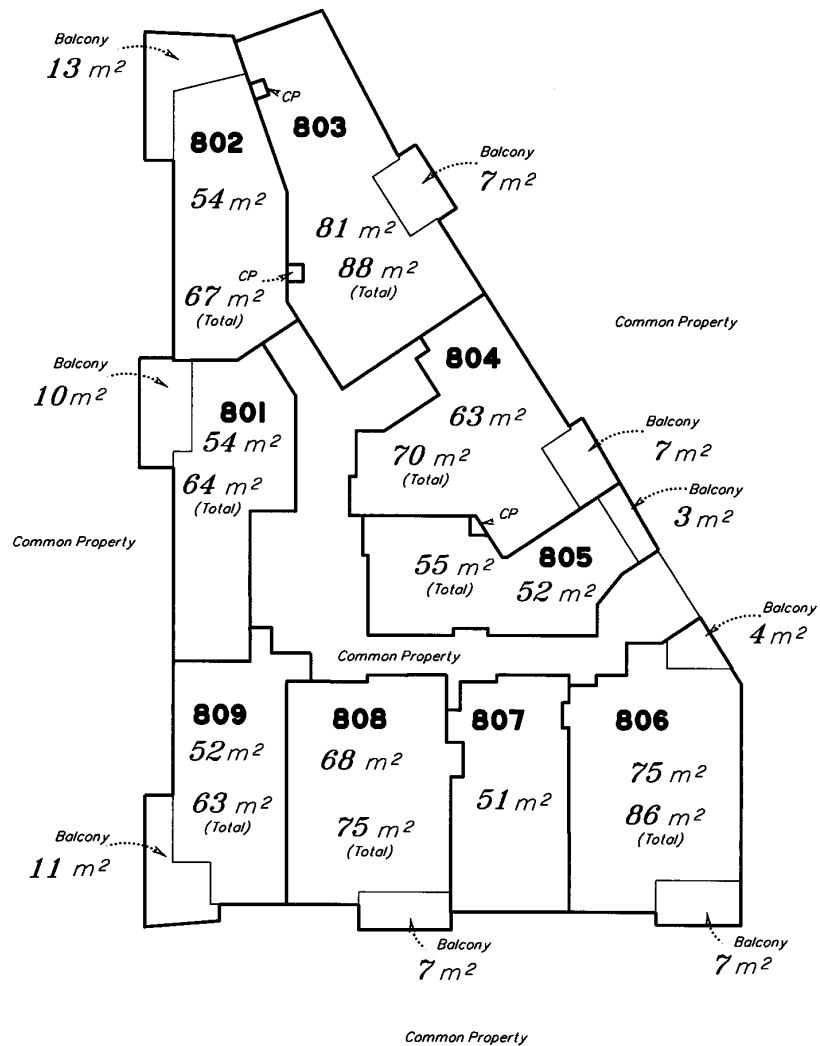 Balcony
13 m²
CP
803
802
Balcony
7 m²
54 m²
81 m²
CP
88 m²
(Total)
67 m²
(Total)
Common Property
Balcony
10 m²
804
801
63 m²
54 m²
Balcony
7 m²
70 m²
(Total)
64 m²
(Total)
Balcony
3 m²
CP
Common Property
805
55 m²
(Total)
52 m²
Balcony
4 m²
Common Property
809
808
807
806
52 m²
68 m²
75 m²
63 m²
(Total)
51 m²
86 m²
(Total)
75 m²
(Total)
Balcony
11 m²
Balcony
7 m²
Balcony
7 m²
Common Property